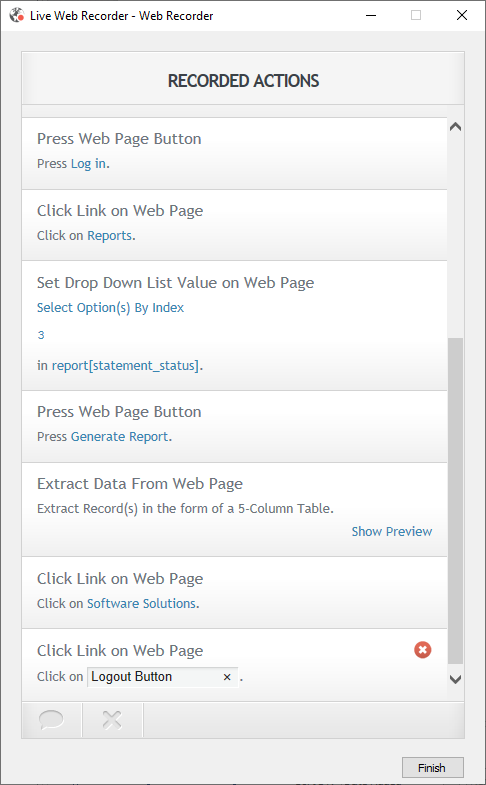 Live Web Recorder - Web Recorder
RECORDED ACTIONS
Press Web Page Button
Press Log in.
Click Link on Web Page
Click on Reports.
Set Drop Down List Value on Web Page
Select Option(s) By Index
3
in report[statement_status].
Press Web Page Button
Press Generate Report.
Extract Data From Web Page
Extract Record(s) in the form of a 5-Column Table.
Show Preview
Click Link on Web Page
Click on Software Solutions.
Click Link on Web Page
Click on Logout Button .
Finish